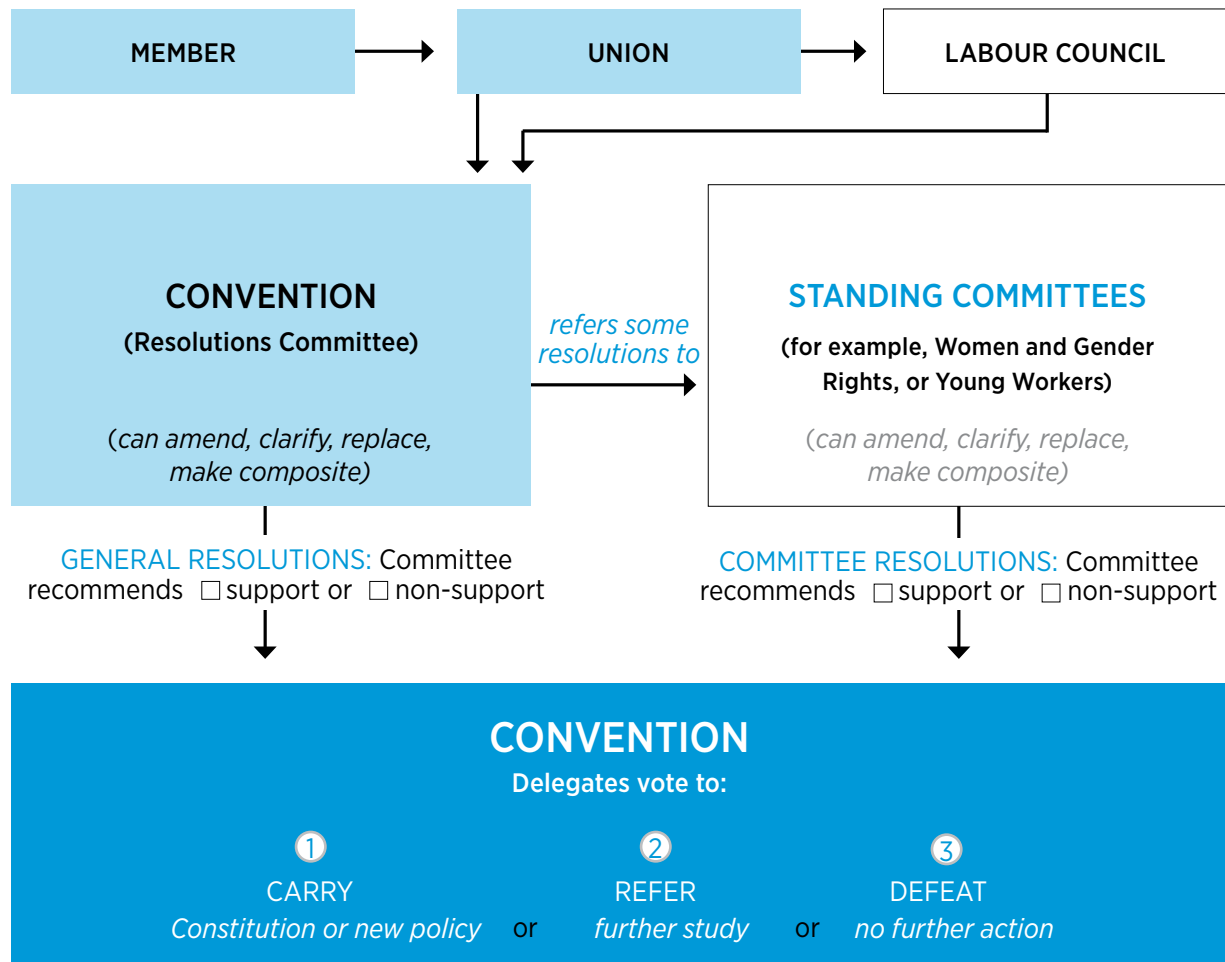 MEMBER
UNION
LABOUR COUNCIL
CONVENTION
(Resolutions Committee)
(can amend, clarify, replace,
make composite)
refers some
resolutions to
STANDING COMMITTEES
(for example, Women and Gender
Rights, or Young Workers)
(can amend, clarify, replace,
make composite)
GENERAL RESOLUTIONS: Committee
recommends ☐ support or ☐ non-support
COMMITTEE RESOLUTIONS: Committee
recommends ☐ support or ☐ non-support
CONVENTION
Delegates vote to:
1 2 3
CARRY REFER DEFEAT
Constitution or new policy or further study or no further action